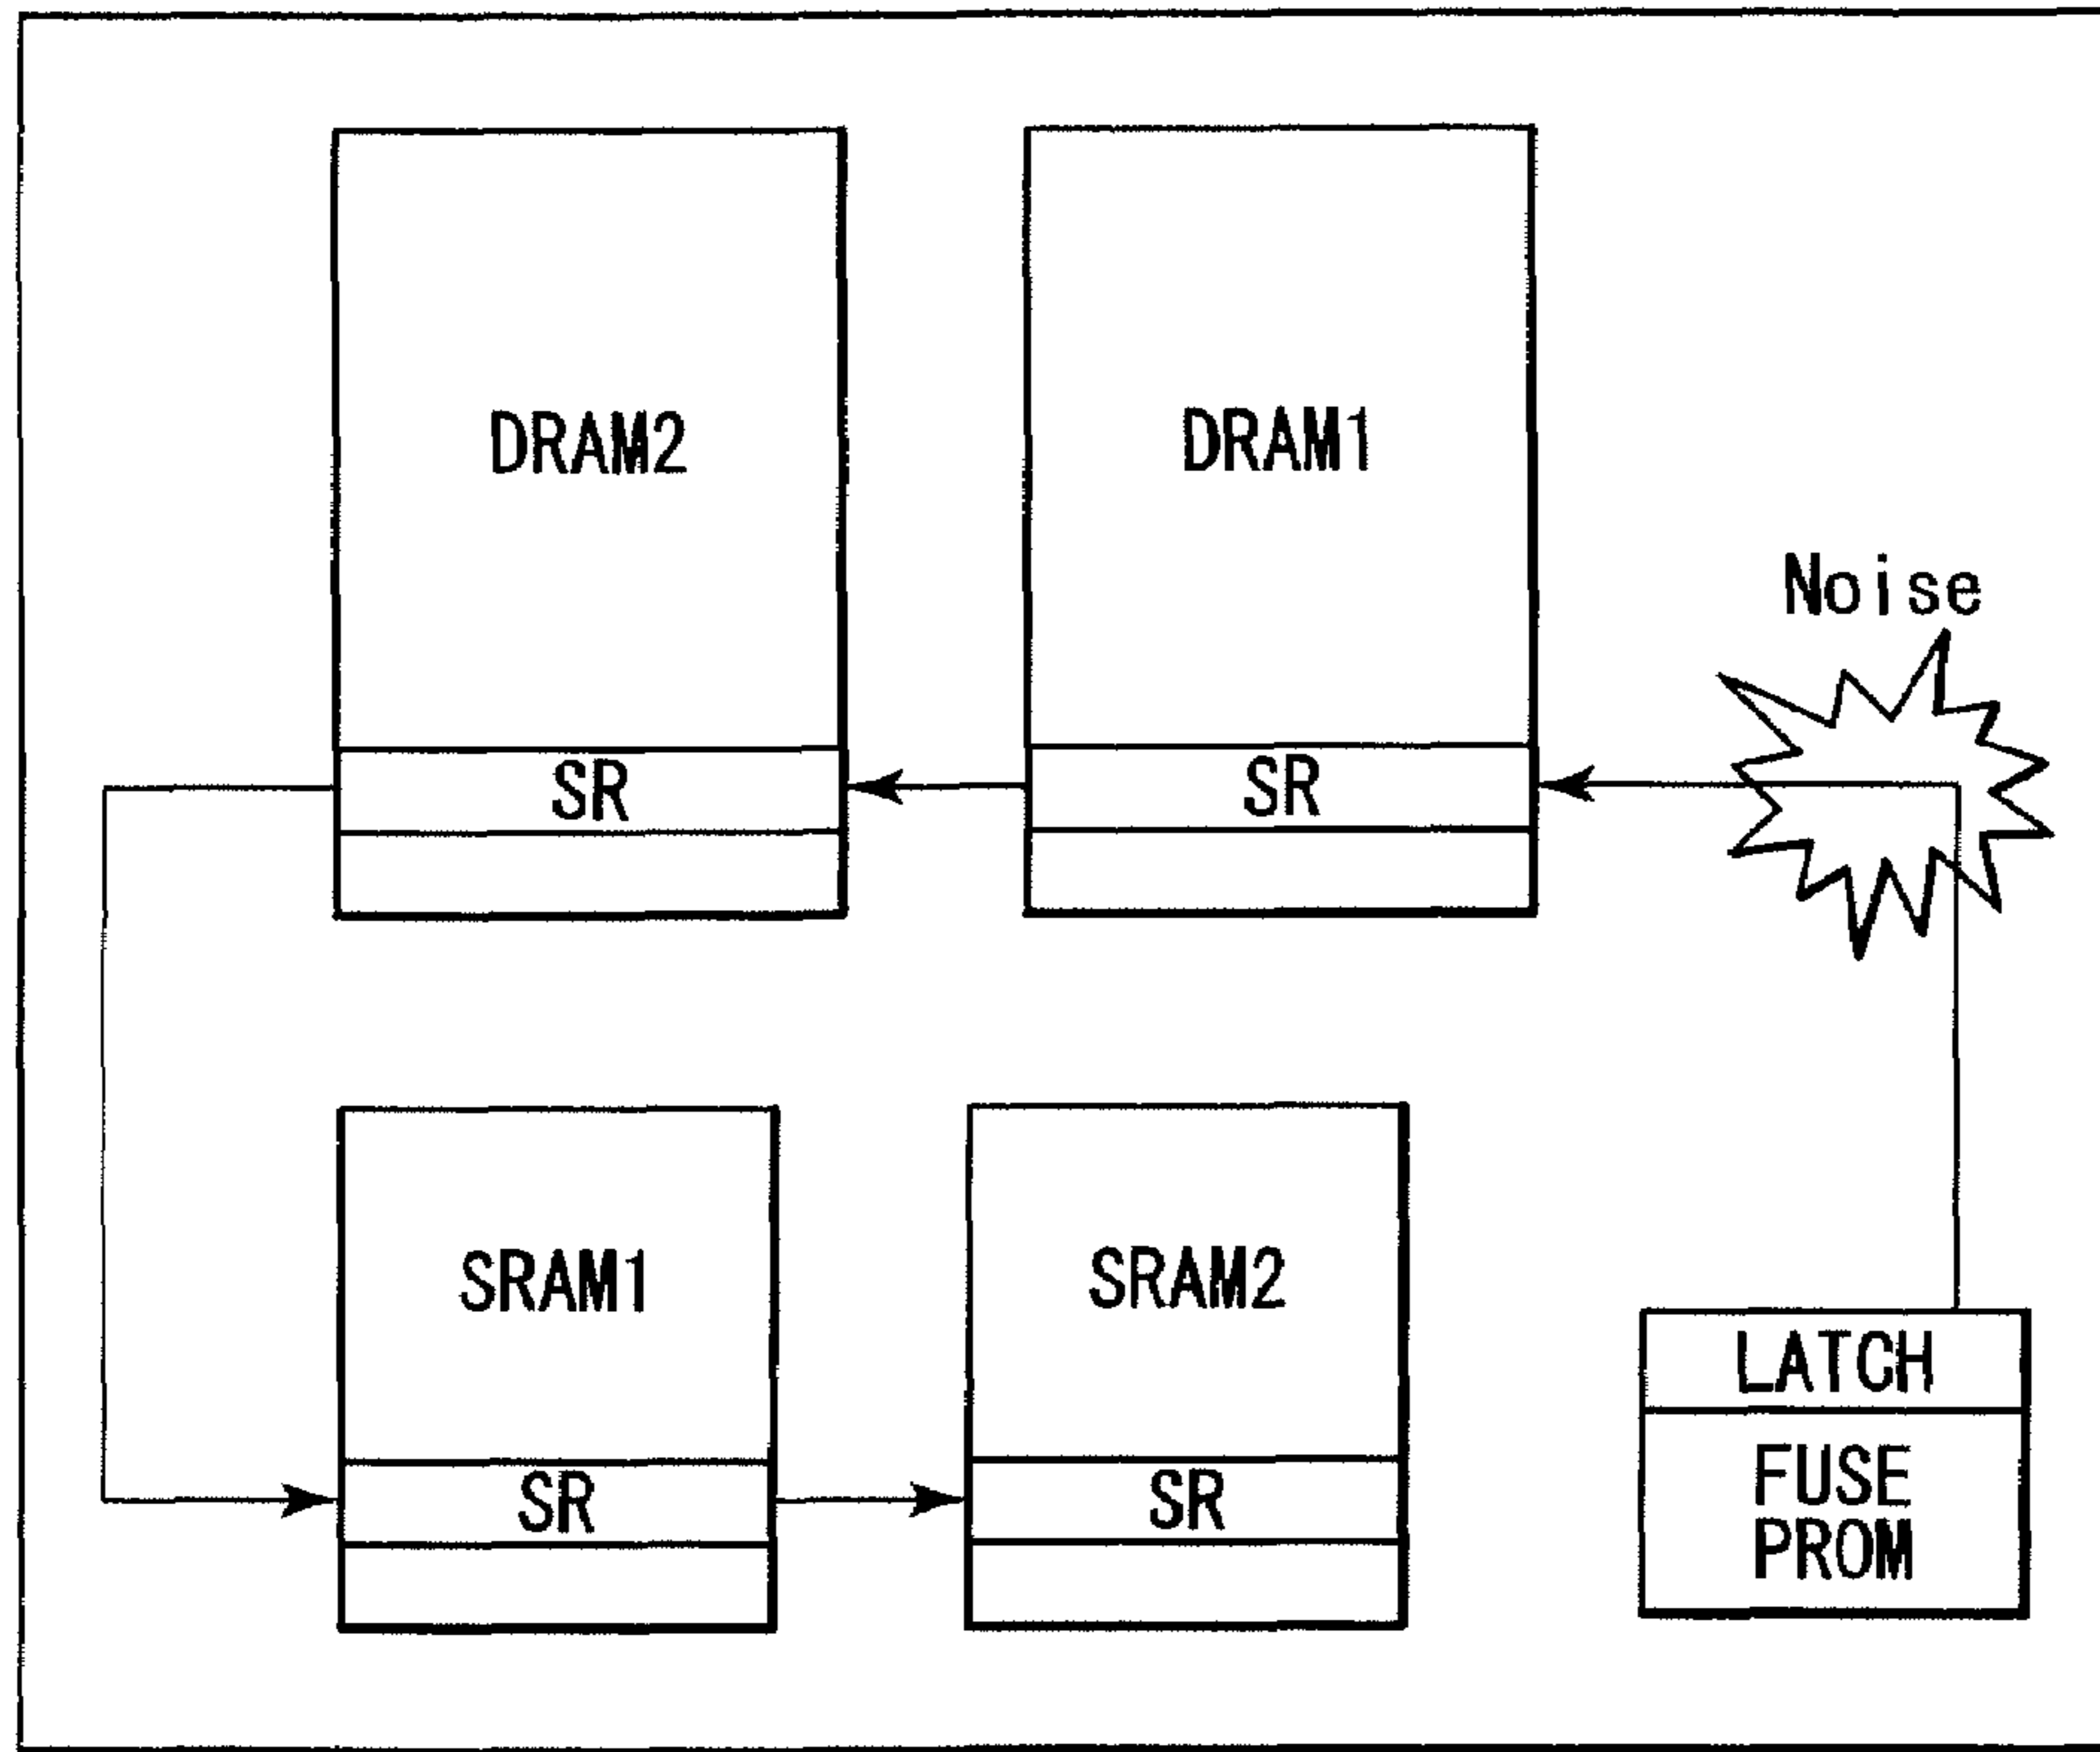 DRAM2
DRAM1
Noise
SR
SR
SRAM1
SRAM2
LATCH
FUSE
PROM
SR
SR